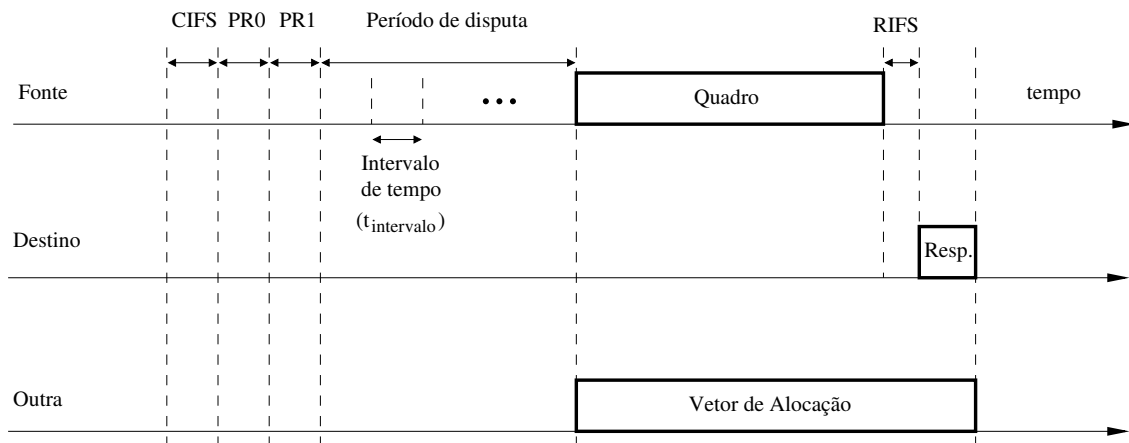 CIFS PR0 PR1 Período de disputa RIFS
Fonte ... Quadro tempo
Intervalo
de tempo
(t_intervalo)
Destino Resp.
Outra Vetor de Alocação